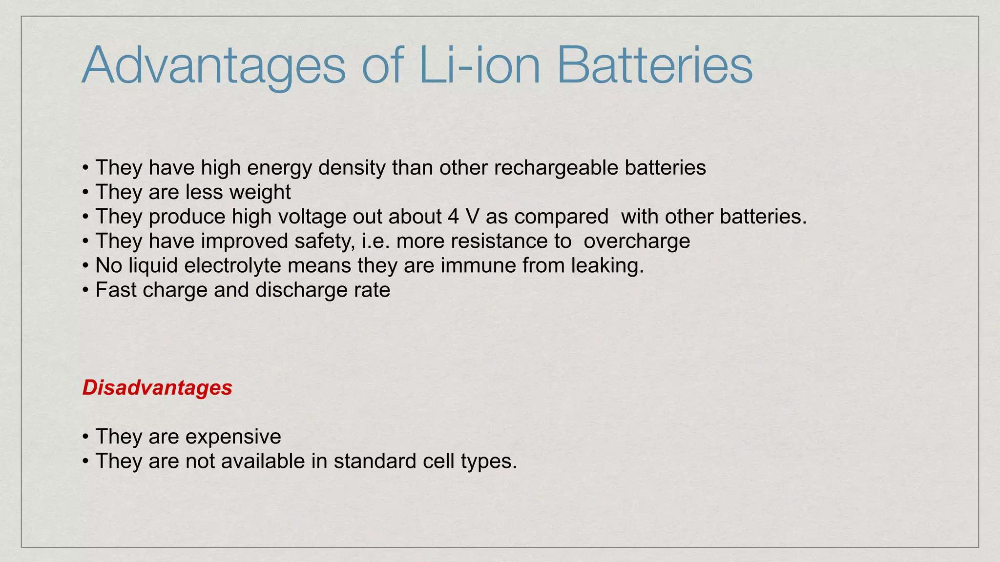 Advantages of Li-ion Batteries
• They have high energy density than other rechargeable batteries
• They are less weight
• They produce high voltage out about 4 V as compared  with other batteries.
• They have improved safety, i.e. more resistance to  overcharge
• No liquid electrolyte means they are immune from leaking.
• Fast charge and discharge rate
Disadvantages
• They are expensive
• They are not available in standard cell types.